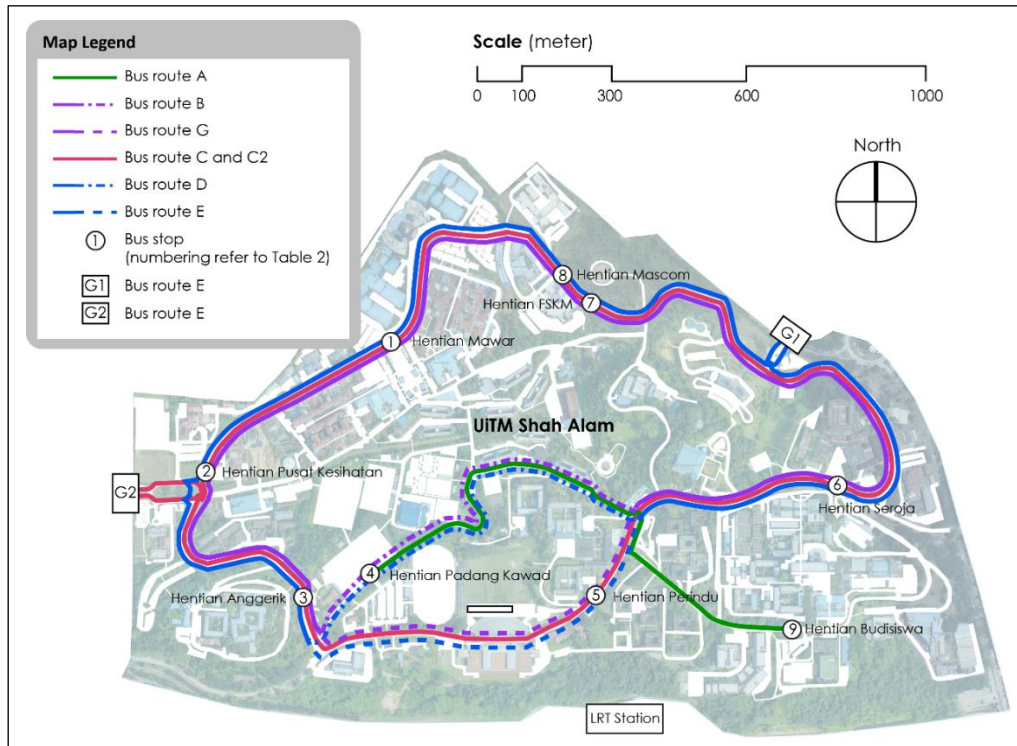 Map Legend
Bus route A
Bus route B
Bus route G
Bus route C and C2
Bus route D
Bus route E
1 Bus stop
(numbering refer to Table 2)
G1 Bus route E
G2 Bus route E
Scale (meter)
0 100 300 600 1000
North
8 Hentian Mascom
Hentian FSKM 7
G1
1 Hentian Mawar
UiTM Shah Alam
2 Hentian Pusat Kesihatan
G2
6
Hentian Seroja
4 Hentian Padang Kawad
Hentian Anggerik 3
5 Hentian Perindu
9 Hentian Budisiswa
LRT Station